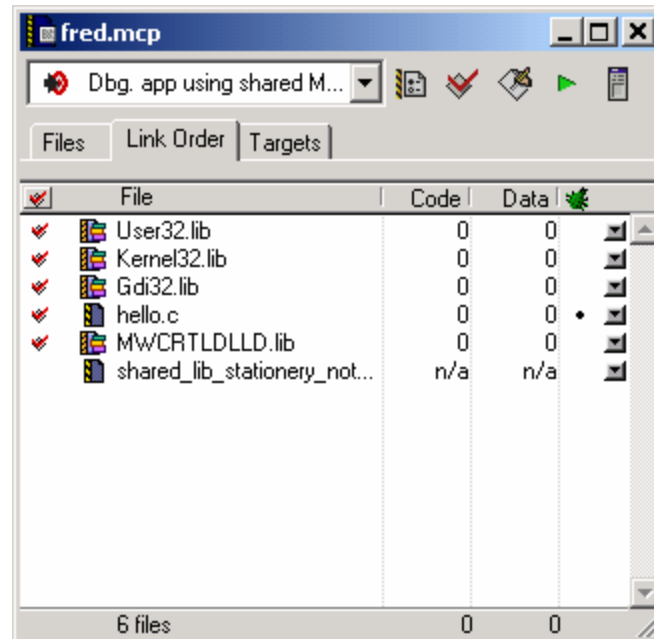 fred.mcp
Dbg. app using shared M...
Files Link Order Targets
File Code Data
User32.lib 0 0
Kernel32.lib 0 0
Gdi32.lib 0 0
hello.c 0 0 •
MWCRTLDLLD.lib 0 0
shared_lib_stationery_not... n/a n/a
6 files 0 0